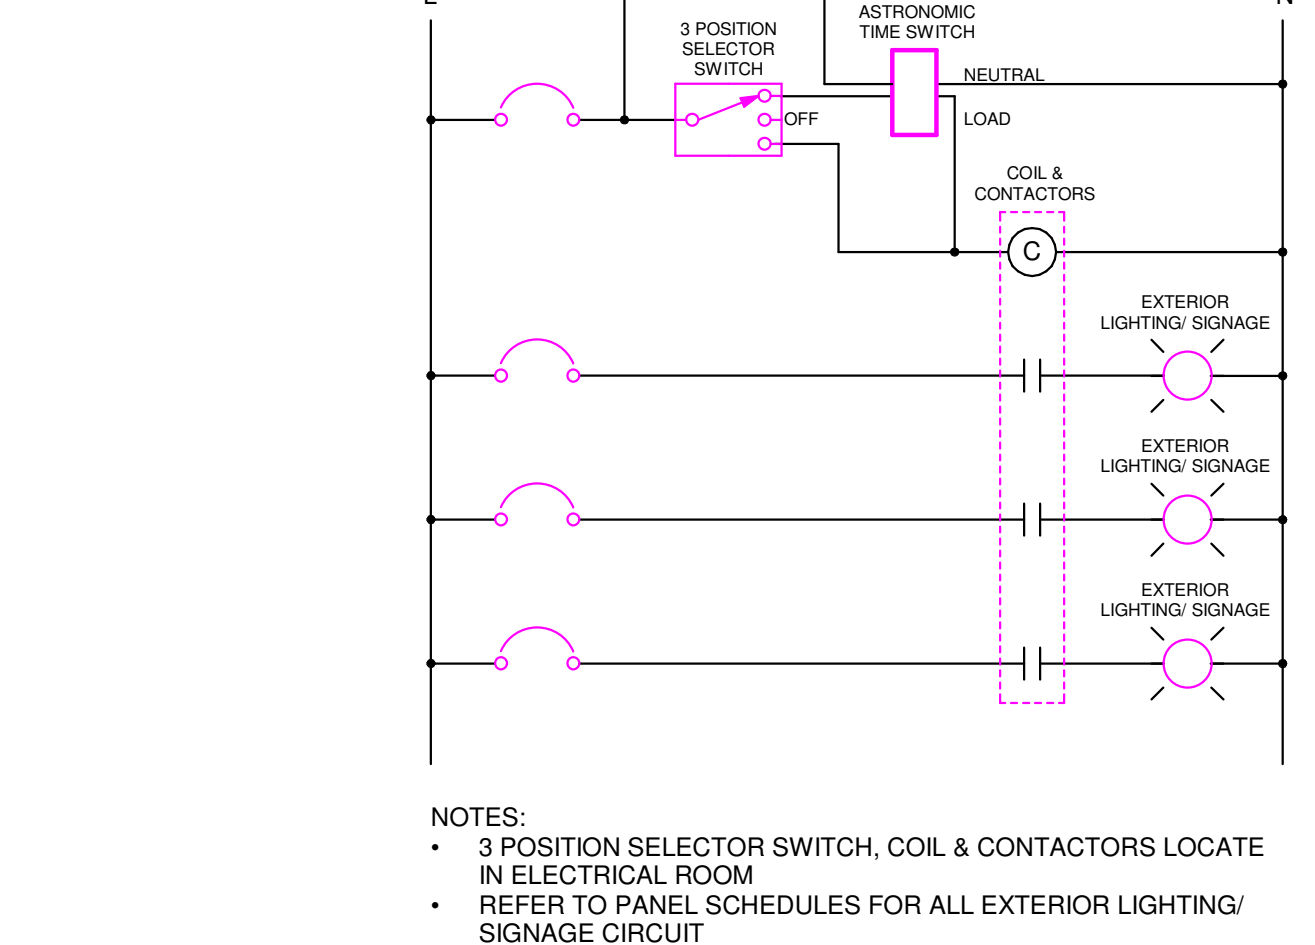 L
N
ASTRONOMIC
TIME SWITCH
3 POSITION
SELECTOR
SWITCH
NEUTRAL
OFF
LOAD
COIL &
CONTACTORS
C
EXTERIOR
LIGHTING/ SIGNAGE
EXTERIOR
LIGHTING/ SIGNAGE
EXTERIOR
LIGHTING/ SIGNAGE
NOTES:
• 3 POSITION SELECTOR SWITCH, COIL & CONTACTORS LOCATE
IN ELECTRICAL ROOM
• REFER TO PANEL SCHEDULES FOR ALL EXTERIOR LIGHTING/
SIGNAGE CIRCUIT